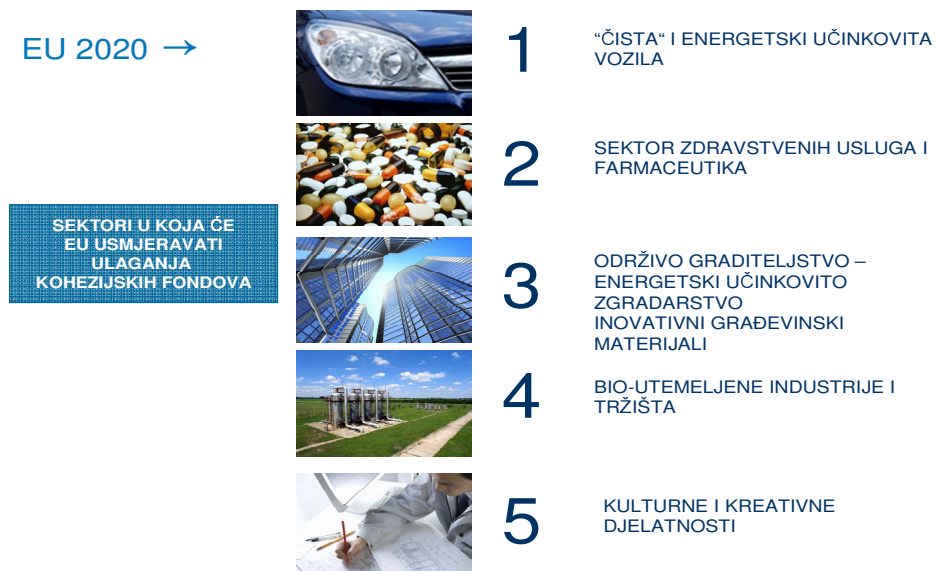 EU 2020 →
SEKTORI U KOJA ĆE
EU USMJERAVATI
ULAGANJA
KOHEZIJSKIH FONDOVA
1
“ČISTA“ I ENERGETSKI UČINKOVITA
VOZILA
2
SEKTOR ZDRAVSTVENIH USLUGA I
FARMACEUTIKA
3
ODRŽIVO GRADITELJSTVO –
ENERGETSKI UČINKOVITO
ZGRADARSTVO
INOVATIVNI GRAĐEVINSKI
MATERIJALI
4
BIO-UTEMELJENE INDUSTRIJE I
TRŽIŠTA
5
KULTURNE I KREATIVNE
DJELATNOSTI